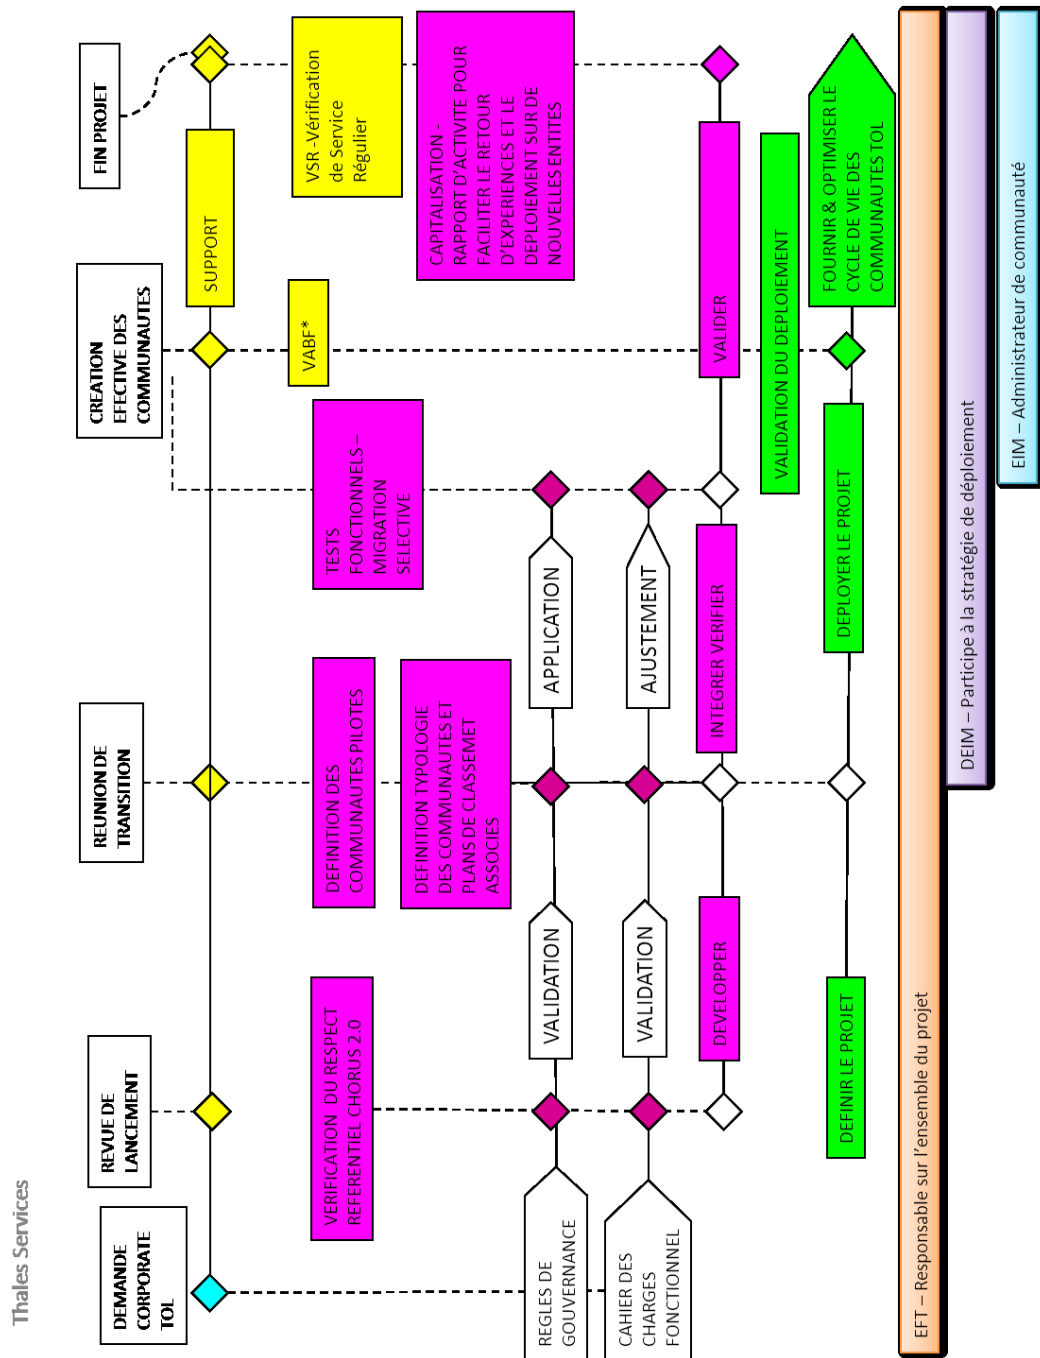 Thales Services
DEMANDE
CORPORATE
TOL
REVUE DE
LANCEMENT
REUNION DE
TRANSITION
CREATION
EFECTIVE DES
COMMUNAUTES
FIN PROJET
SUPPORT
VERIFICATION DU RESPECT
REFERENTIEL CHORUS 2.0
DEFINITION DES
COMMUNAUTES PILOTES
DEFINITION TYPOLOGIE
DES COMMUNAUTES ET
PLANS DE CLASSEMET
ASSOCIES
TESTS
FONCTIONNELS –
MIGRATION
SELECTIVE
VABF*
VSR -Vérification
de Service
Régulier
CAPITALISATION -
RAPPORT D'ACTIVITE POUR
FACILITER LE RETOUR
D'EXPERIENCES ET LE
DEPLOIEMENT SUR DE
NOUVELLES ENTITES
REGLES DE
GOUVERNANCE
VALIDATION
APPLICATION
CAHIER DES
CHARGES
FONCTIONNEL
VALIDATION
AJUSTEMENT
DEVELOPPER
INTEGRER VERIFIER
VALIDER
VALIDATION DU DEPLOIEMENT
DEFINIR LE PROJET
DEPLOYER LE PROJET
FOURNIR & OPTIMISER LE
CYCLE DE VIE DES
COMMUNAUTES TOL
EFT – Responsable sur l'ensemble du projet
DEIM – Participe à la stratégie de déploiement
EIM – Administrateur de communauté